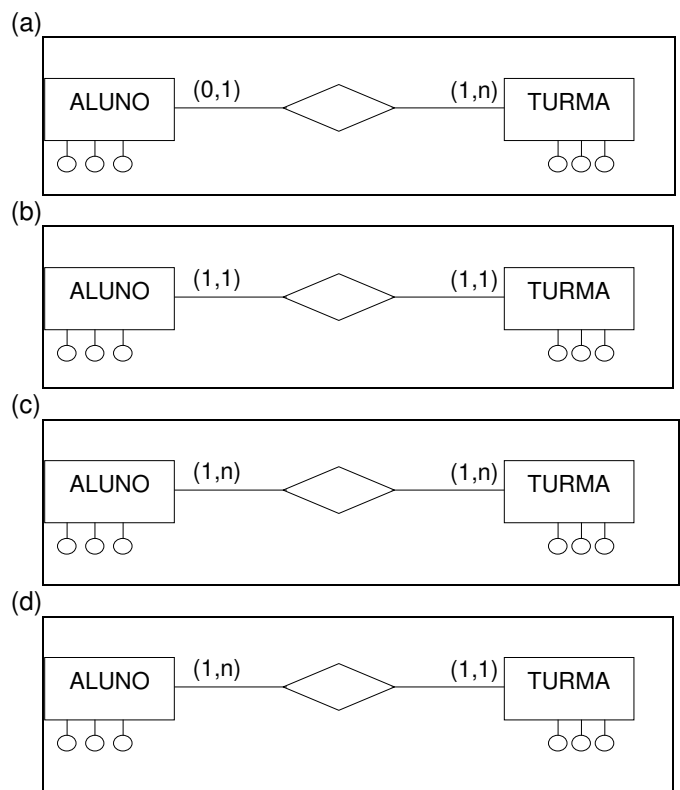 (a)
ALUNO (0,1) (1,n) TURMA
(b)
ALUNO (1,1) (1,1) TURMA
(c)
ALUNO (1,n) (1,n) TURMA
(d)
ALUNO (1,n) (1,1) TURMA